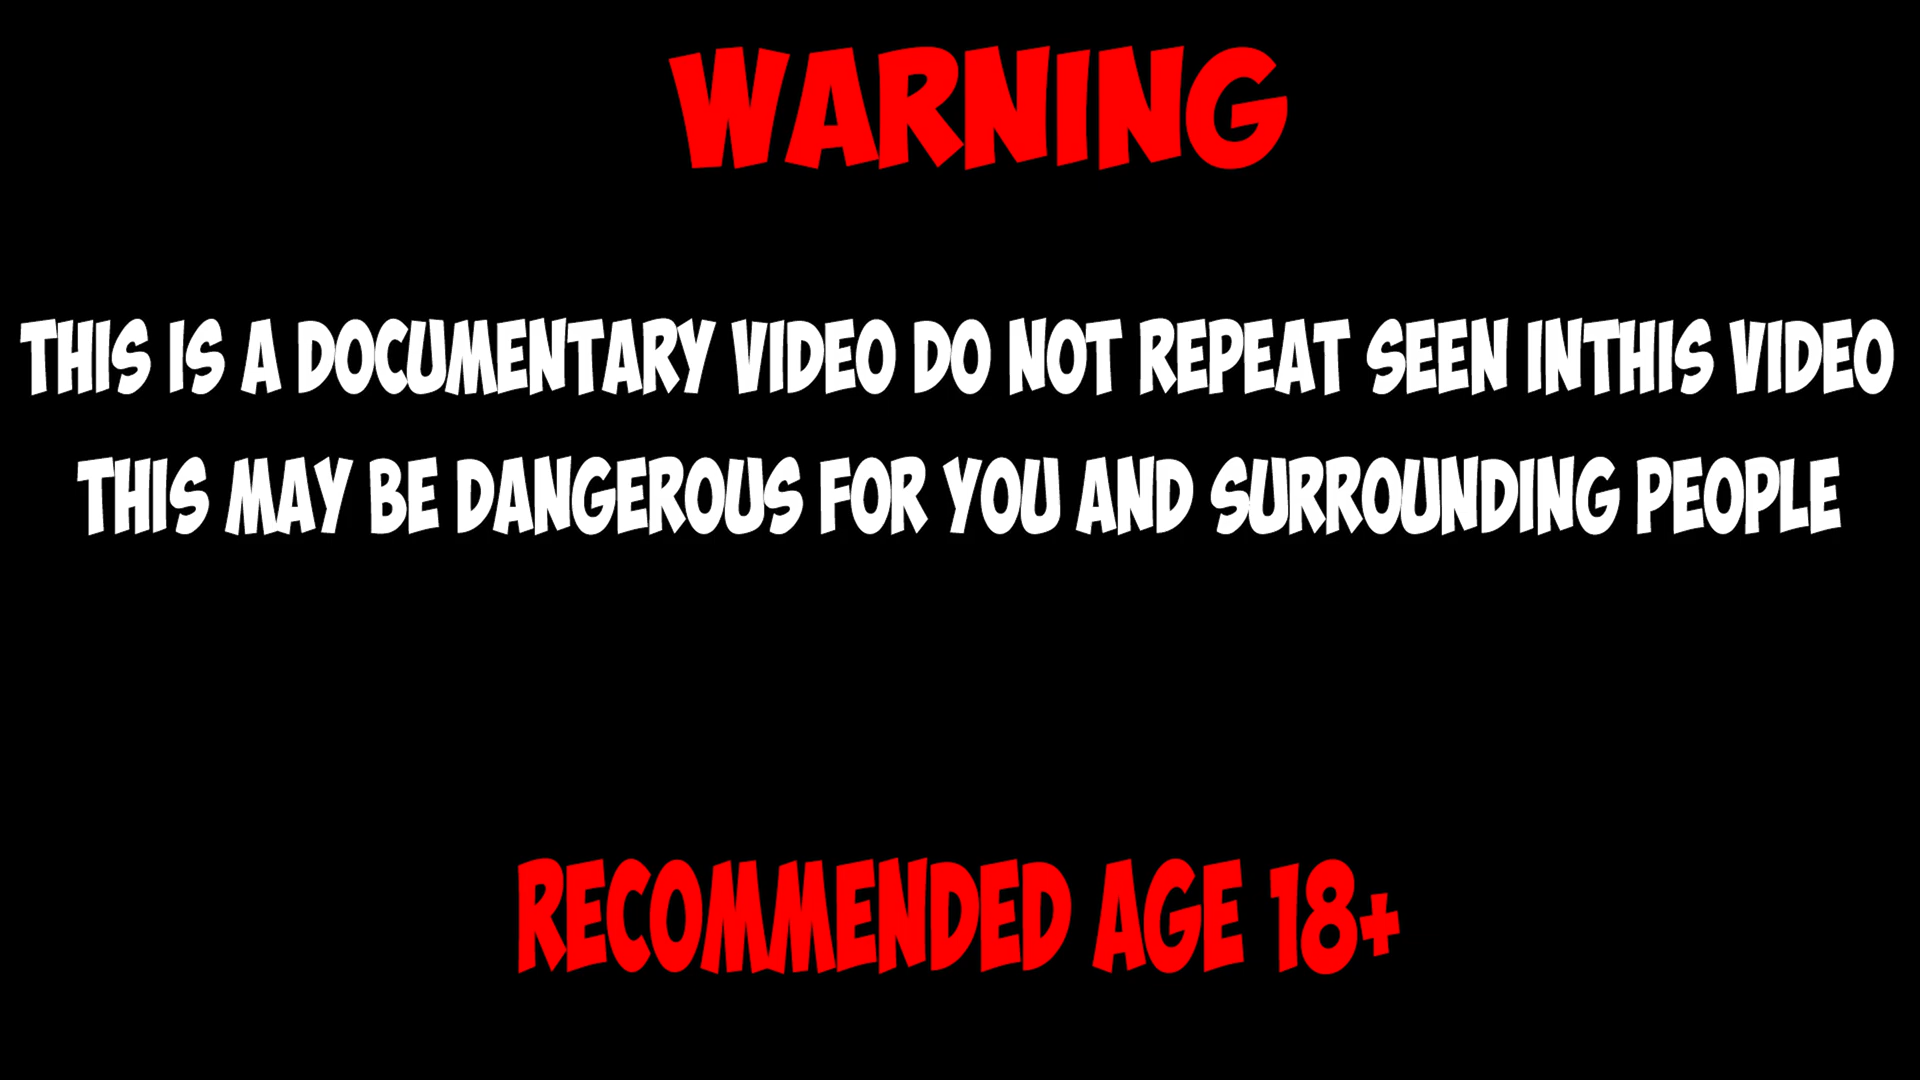 WARNING
THIS IS A DOCUMENTARY VIDEO DO NOT REPEAT SEEN INTHIS VIDEO
THIS MAY BE DANGEROUS FOR YOU AND SURROUNDING PEOPLE
RECOMMENDED AGE 18+